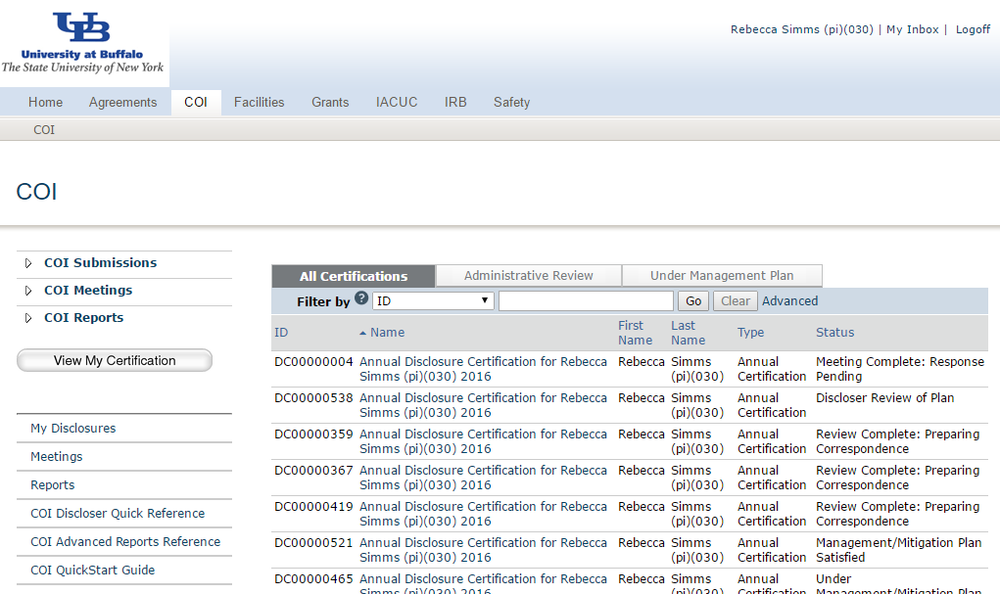 UB
University at Buffalo
The State University of New York
Rebecca Simms (pi)(030) | My Inbox | Logoff
Home Agreements COI Facilities Grants IACUC IRB Safety
COI
COI
COI Submissions
COI Meetings
COI Reports
View My Certification
My Disclosures
Meetings
Reports
COI Discloser Quick Reference
COI Advanced Reports Reference
COI QuickStart Guide
All Certifications Administrative Review Under Management Plan
Filter by ? ID Go Clear Advanced
ID Name First Name Last Name Type Status
DC00000004 Annual Disclosure Certification for Rebecca Rebecca Simms Annual Meeting Complete: Response
Simms (pi)(030) 2016 (pi)(030) Certification Pending
DC00000538 Annual Disclosure Certification for Rebecca Rebecca Simms Annual Discloser Review of Plan
Simms (pi)(030) 2016 (pi)(030) Certification
DC00000359 Annual Disclosure Certification for Rebecca Rebecca Simms Annual Review Complete: Preparing
Simms (pi)(030) 2016 (pi)(030) Certification Correspondence
DC00000367 Annual Disclosure Certification for Rebecca Rebecca Simms Annual Review Complete: Preparing
Simms (pi)(030) 2016 (pi)(030) Certification Correspondence
DC00000419 Annual Disclosure Certification for Rebecca Rebecca Simms Annual Review Complete: Preparing
Simms (pi)(030) 2016 (pi)(030) Certification Correspondence
DC00000521 Annual Disclosure Certification for Rebecca Rebecca Simms Annual Management/Mitigation Plan
Simms (pi)(030) 2016 (pi)(030) Certification Satisfied
DC00000465 Annual Disclosure Certification for Rebecca Rebecca Simms Annual Under
Simms (pi)(030) 2016 (pi)(030) Certification Management/Mitigation Plan